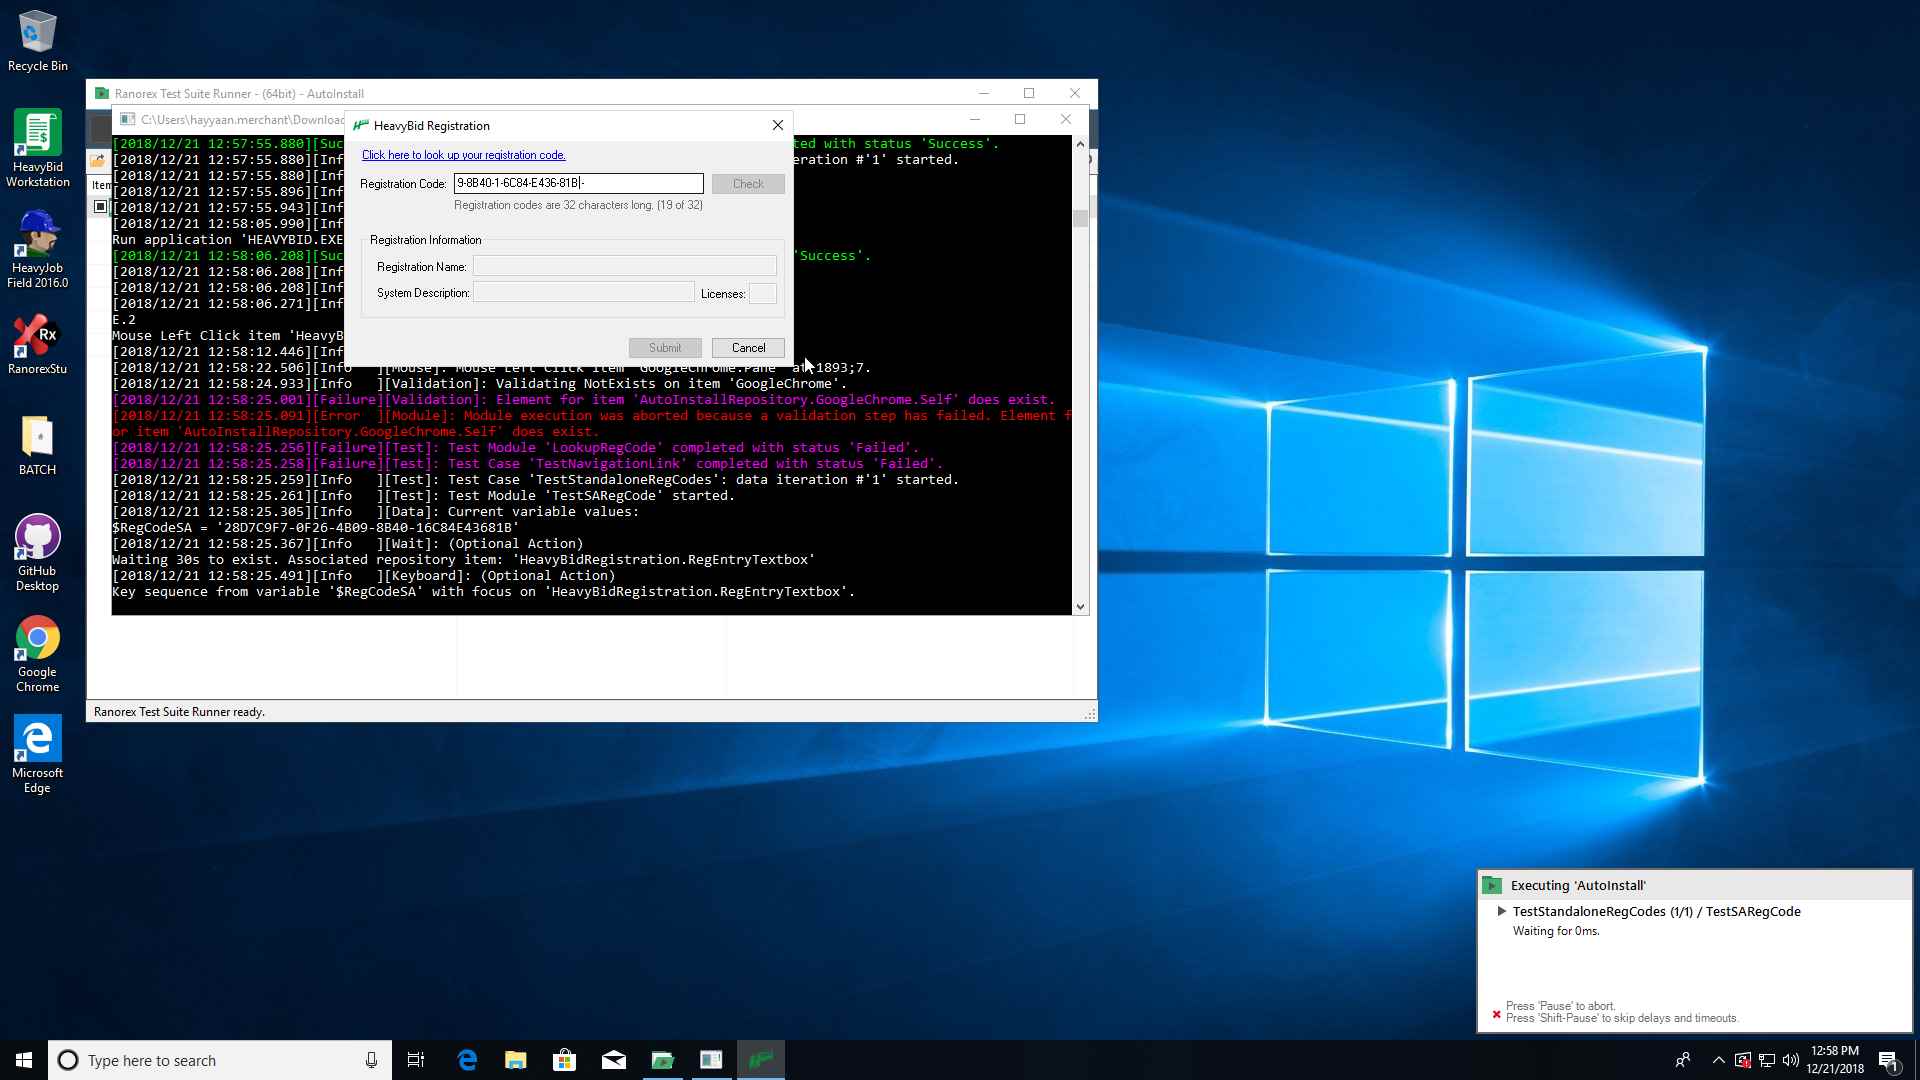 Recycle Bin
HeavyBid
Workstation
HeavyJob
Field 2016.0
Rx
RanorexStu
BATCH
GitHub
Desktop
Google
Chrome
Microsoft
Edge
Ranorex Test Suite Runner - (64bit) - AutoInstall
C:\Users\hayyaan.merchant\Downloa
Item
HeavyBid Registration
Click here to look up your registration code.
Registration Code: 9-8B40-1-6C84-E436-81B-
Check
Registration codes are 32 characters long. (19 of 32)
Registration Information
Registration Name:
System Description:
Licenses:
Submit
Cancel
[2018/12/21 12:57:55.880][Suc ted with status 'Success'.
[2018/12/21 12:57:55.880][Inf teration #'1' started.
[2018/12/21 12:57:55.880][Inf
[2018/12/21 12:57:55.896][Inf
[2018/12/21 12:57:55.943][Inf
[2018/12/21 12:58:05.990][Inf
Run application 'HEAVYBID.EXE
[2018/12/21 12:58:06.208][Suc 'Success'.
[2018/12/21 12:58:06.208][Inf
[2018/12/21 12:58:06.208][Inf
[2018/12/21 12:58:06.271][Inf
E.2
Mouse Left Click item 'HeavyB
[2018/12/21 12:58:12.446][Inf
[2018/12/21 12:58:22.506][Info   ][Mouse]: Mouse Left Click item 'GoogleChrome.Pane' at 1893;7.
[2018/12/21 12:58:24.933][Info   ][Validation]: Validating NotExists on item 'GoogleChrome'.
[2018/12/21 12:58:25.001][Failure][Validation]: Element for item 'AutoInstallRepository.GoogleChrome.Self' does exist.
[2018/12/21 12:58:25.091][Error  ][Module]: Module execution was aborted because a validation step has failed. Element f
or item 'AutoInstallRepository.GoogleChrome.Self' does exist.
[2018/12/21 12:58:25.256][Failure][Test]: Test Module 'LookupRegCode' completed with status 'Failed'.
[2018/12/21 12:58:25.258][Failure][Test]: Test Case 'TestNavigationLink' completed with status 'Failed'.
[2018/12/21 12:58:25.259][Info   ][Test]: Test Case 'TestStandaloneRegCodes': data iteration #'1' started.
[2018/12/21 12:58:25.261][Info   ][Test]: Test Module 'TestSARegCode' started.
[2018/12/21 12:58:25.305][Info   ][Data]: Current variable values:
$RegCodeSA = '28D7C9F7-0F26-4B09-8B40-16C84E43681B'
[2018/12/21 12:58:25.367][Info   ][Wait]: (Optional Action)
Waiting 30s to exist. Associated repository item: 'HeavyBidRegistration.RegEntryTextbox'
[2018/12/21 12:58:25.491][Info   ][Keyboard]: (Optional Action)
Key sequence from variable '$RegCodeSA' with focus on 'HeavyBidRegistration.RegEntryTextbox'.
Ranorex Test Suite Runner ready.
Executing 'AutoInstall'
TestStandaloneRegCodes (1/1) / TestSARegCode
Waiting for 0ms.
Press 'Pause' to abort.
Press 'Shift-Pause' to skip delays and timeouts.
Type here to search
12:58 PM
12/21/2018
1